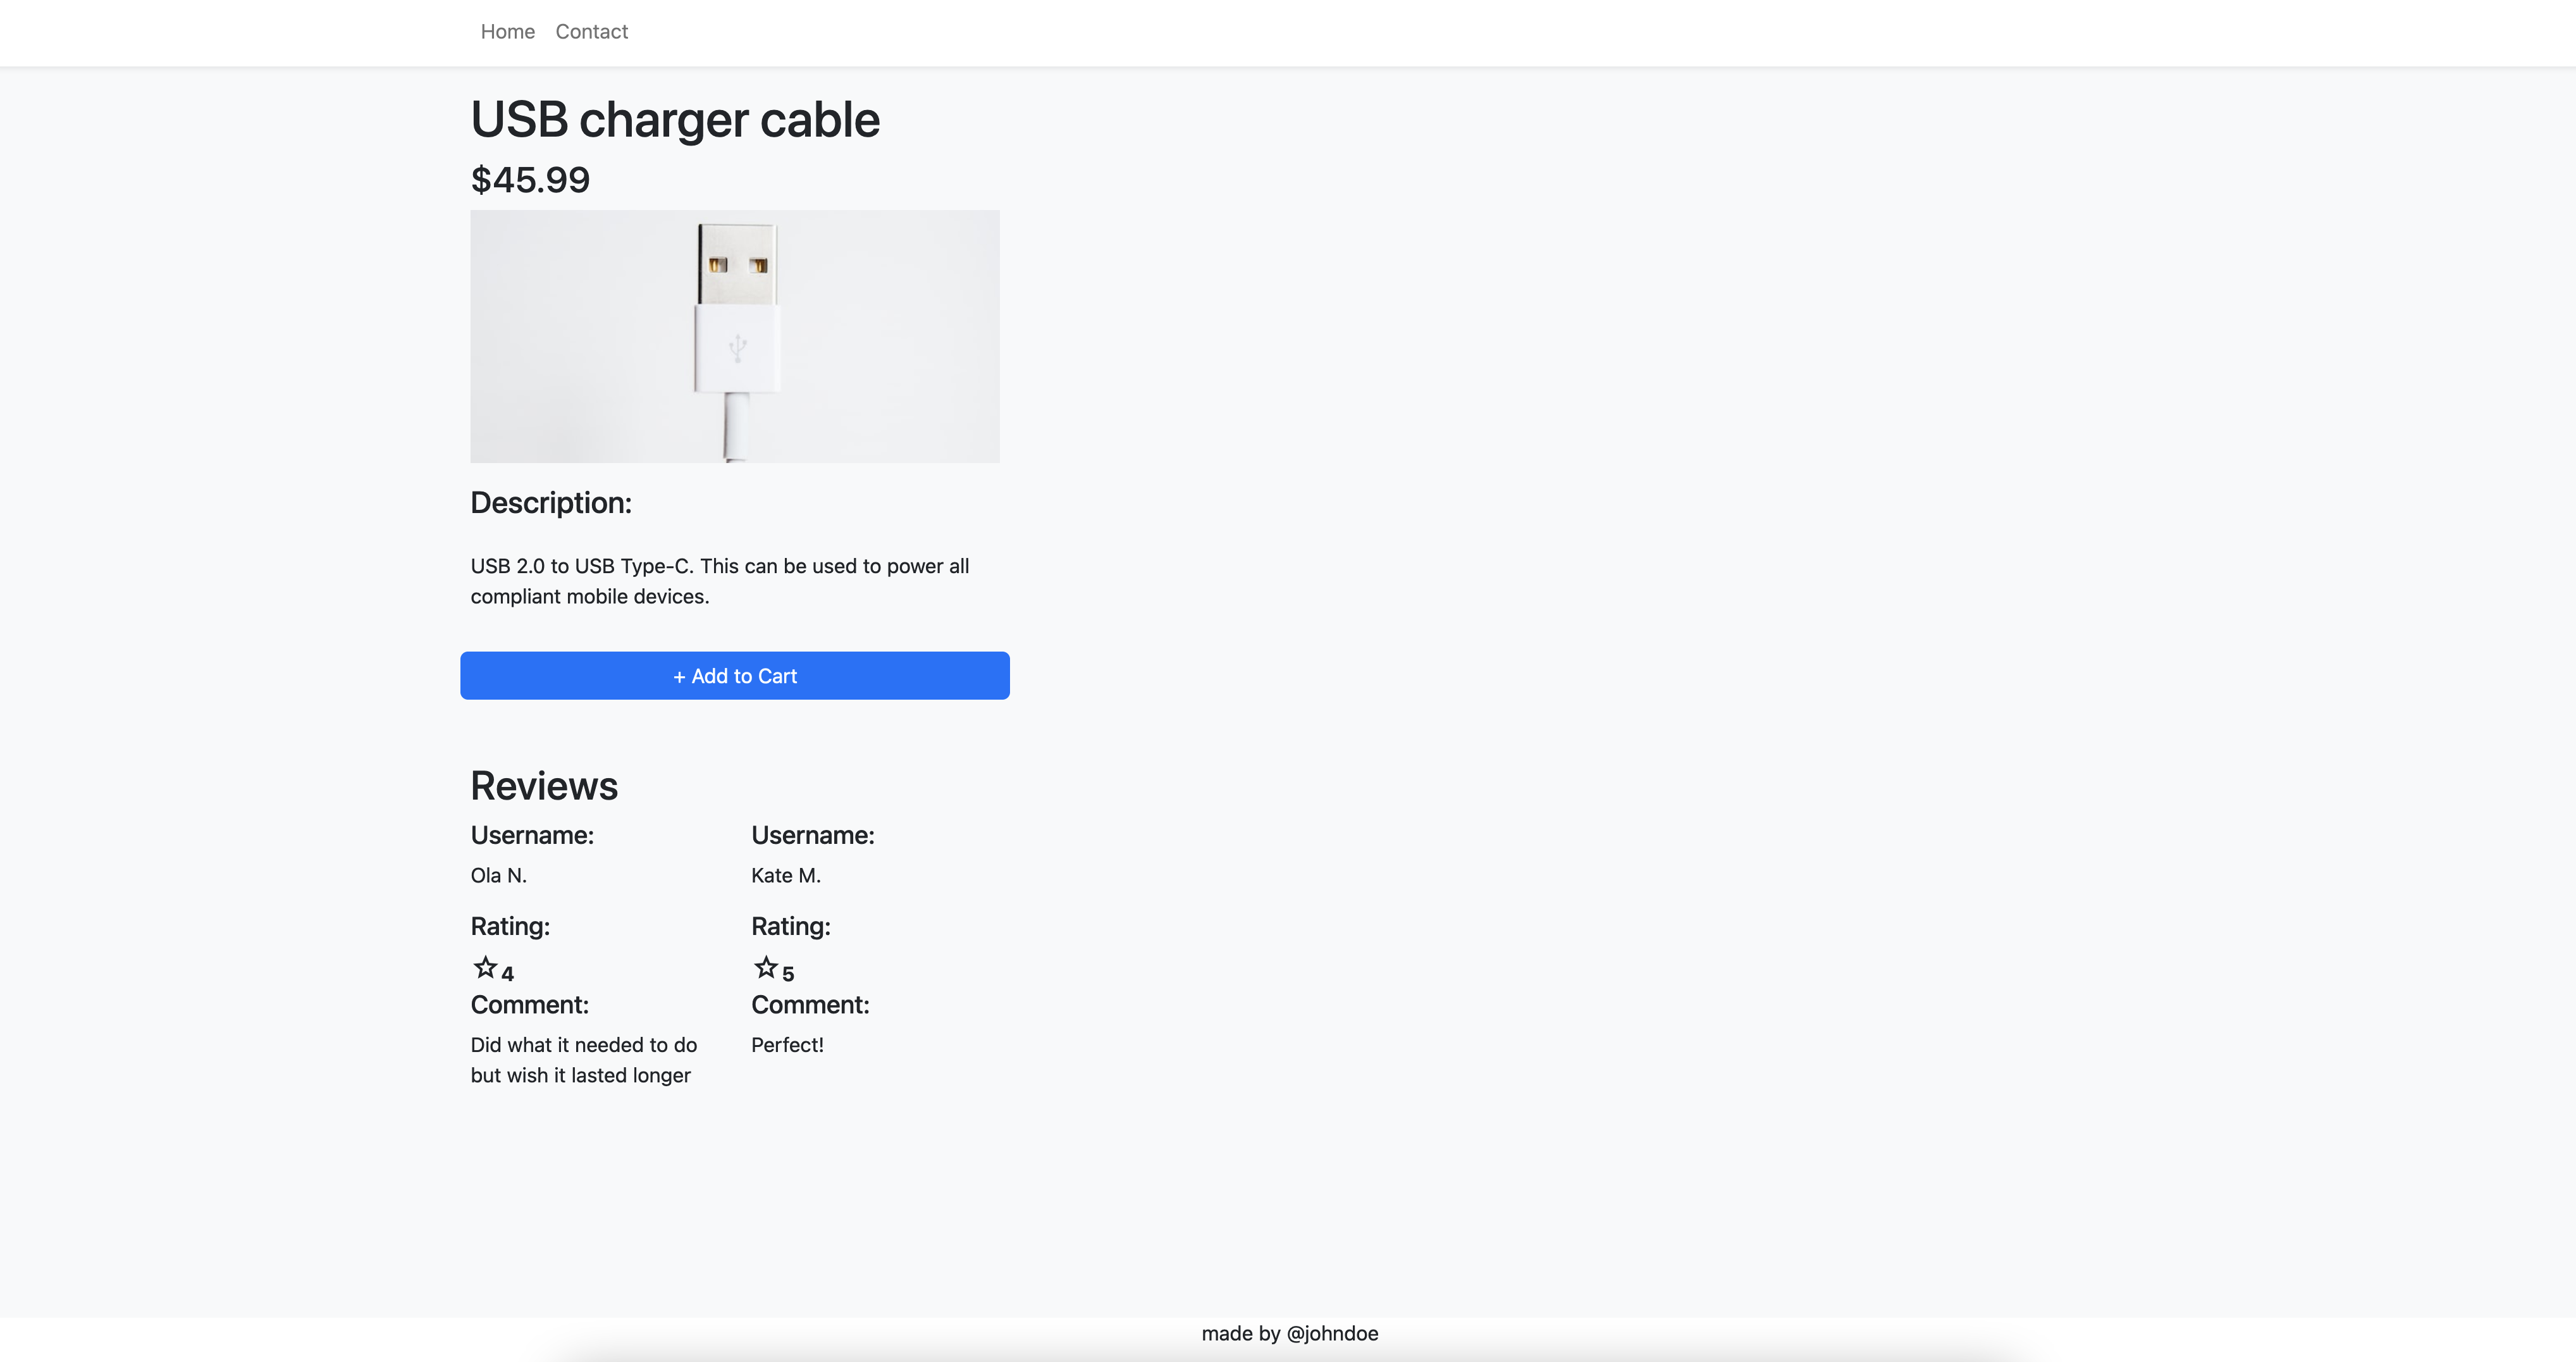 Home Contact
USB charger cable
$45.99
Description:
USB 2.0 to USB Type-C. This can be used to power all
compliant mobile devices.
+ Add to Cart
Reviews
Username:
Ola N.
Rating:
4
Comment:
Did what it needed to do
but wish it lasted longer
Username:
Kate M.
Rating:
5
Comment:
Perfect!
made by @johndoe